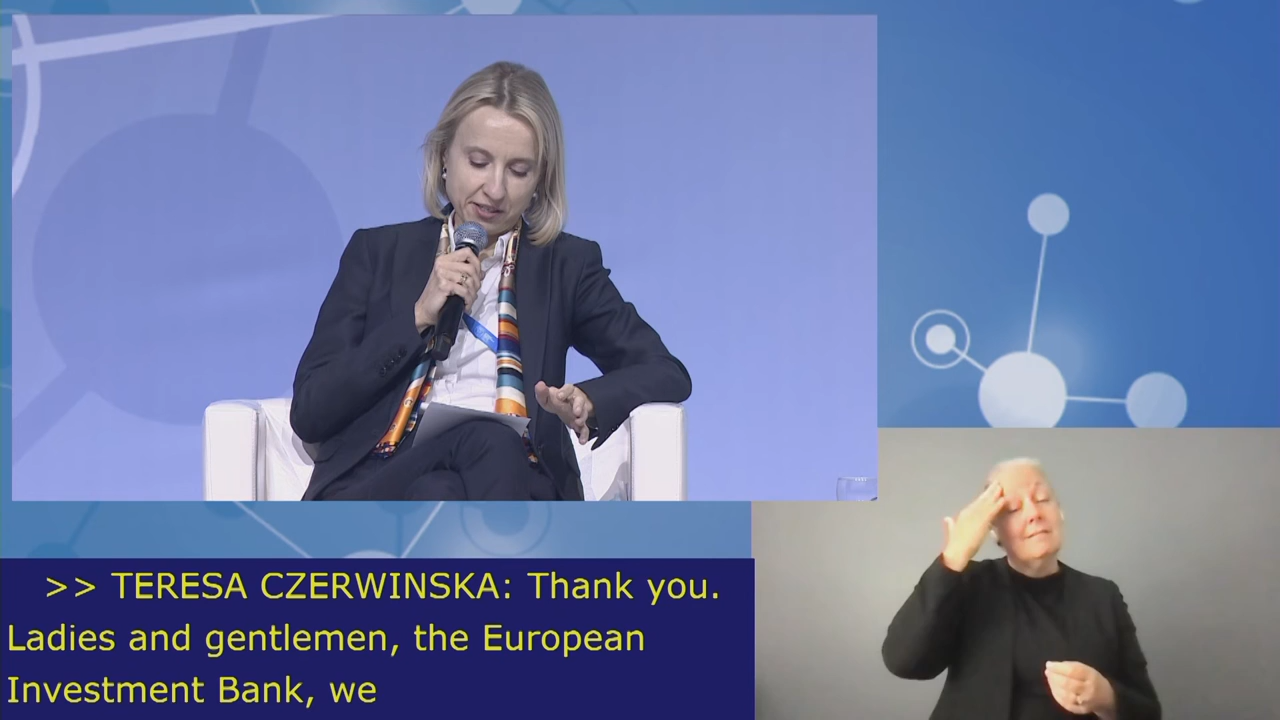 >> TERESA CZERWINSKA: Thank you.
Ladies and gentlemen, the European
Investment Bank, we